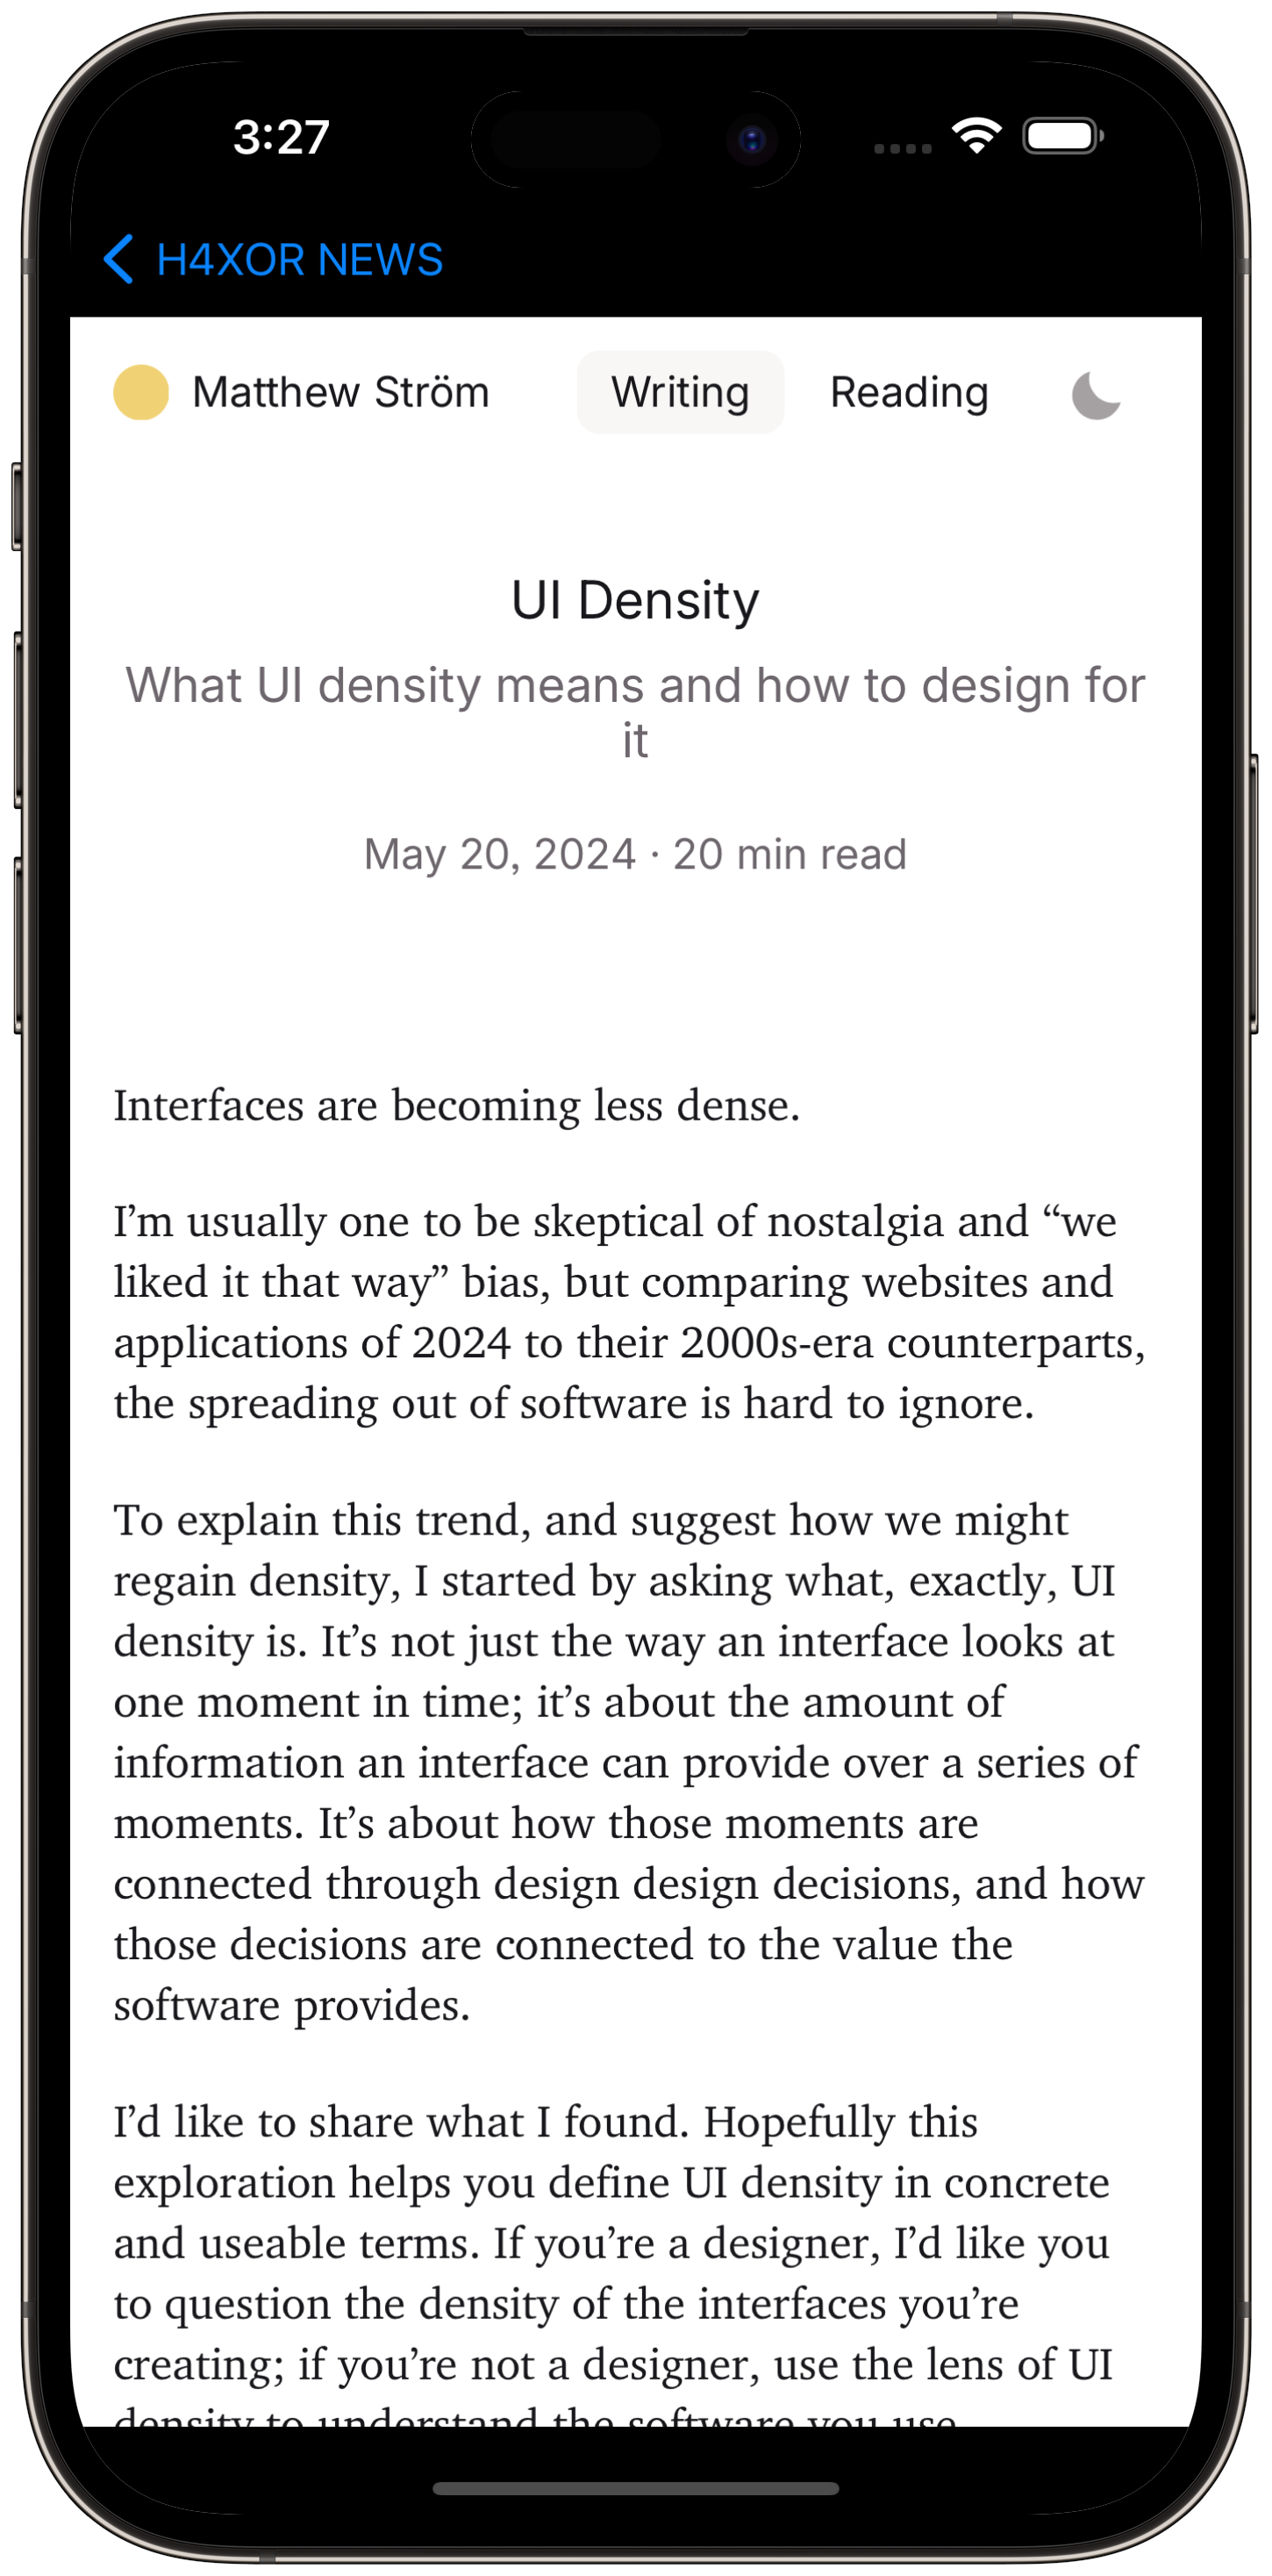 3:27
H4XOR NEWS
Matthew Ström Writing Reading
UI Density
What UI density means and how to design for
it
May 20, 2024 · 20 min read
Interfaces are becoming less dense.
I’m usually one to be skeptical of nostalgia and “we
liked it that way” bias, but comparing websites and
applications of 2024 to their 2000s-era counterparts,
the spreading out of software is hard to ignore.
To explain this trend, and suggest how we might
regain density, I started by asking what, exactly, UI
density is. It’s not just the way an interface looks at
one moment in time; it’s about the amount of
information an interface can provide over a series of
moments. It’s about how those moments are
connected through design design decisions, and how
those decisions are connected to the value the
software provides.
I’d like to share what I found. Hopefully this
exploration helps you define UI density in concrete
and useable terms. If you’re a designer, I’d like you
to question the density of the interfaces you’re
creating; if you’re not a designer, use the lens of UI
density to understand the software you use.